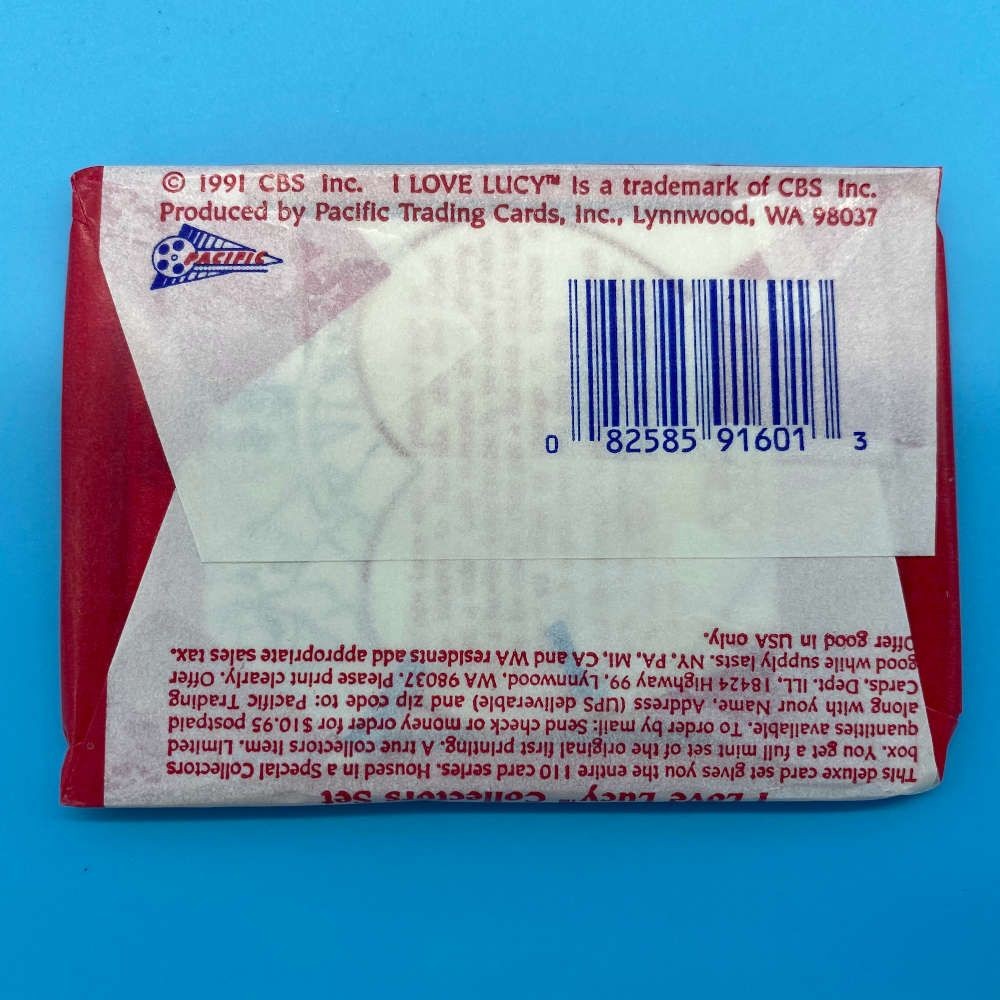 © 1991 CBS Inc. I LOVE LUCY™ is a trademark of CBS Inc.
Produced by Pacific Trading Cards, Inc., Lynnwood, WA 98037
PACIFIC
0 82585 91601 3
I Love Lucy™ Collectors Set
This deluxe card set gives you the entire 110 card series. Housed in a Special Collectors
box. You get a full mint set of the original first printing. A true collectors item. Limited
quantities available. To order by mail: Send check or money order for $10.95 postpaid
along with your Name, Address (UPS deliverable) and zip code to: Pacific Trading
Cards, Dept. ILL, 18424 Highway 99, Lynnwood, WA 98037. Please print clearly. Offer
good while supply lasts. NY, PA, MI, CA and WA residents add appropriate sales tax.
Offer good in USA only.